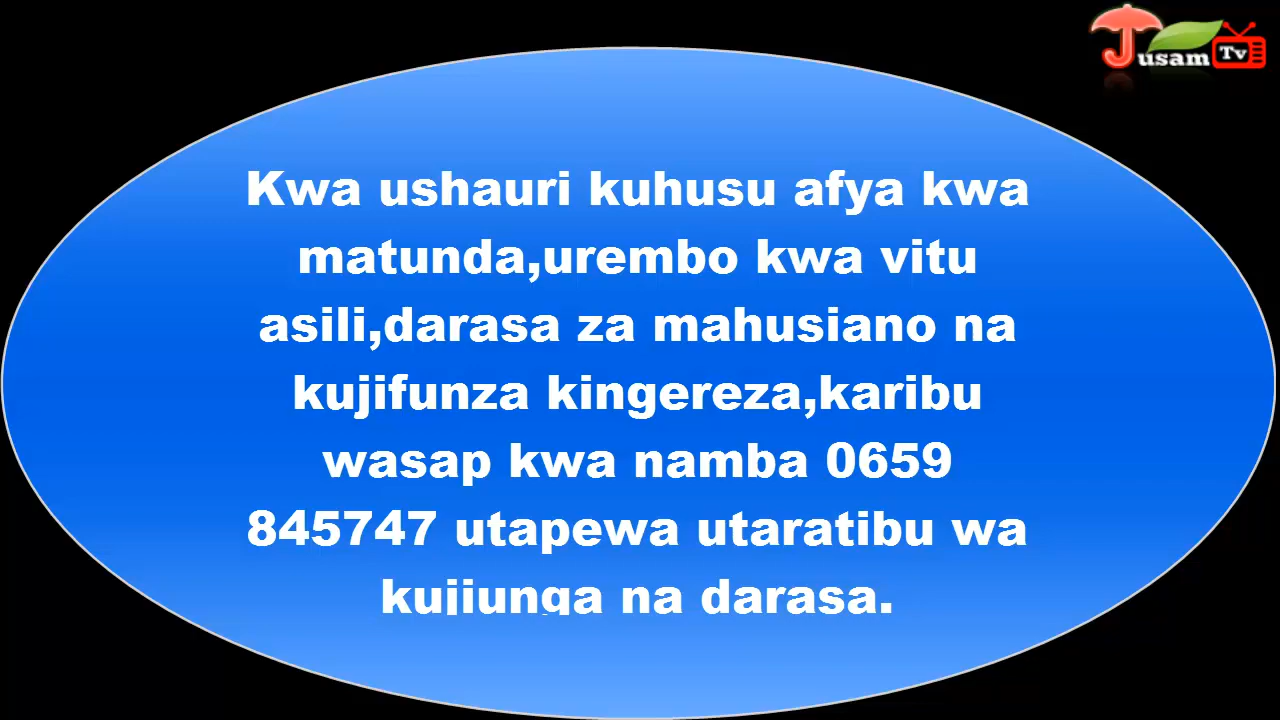 Jusam Tv
Kwa ushauri kuhusu afya kwa
matunda,urembo kwa vitu
asili,darasa za mahusiano na
kujifunza kingereza,karibu
wasap kwa namba 0659
845747 utapewa utaratibu wa
kujiunga na darasa.